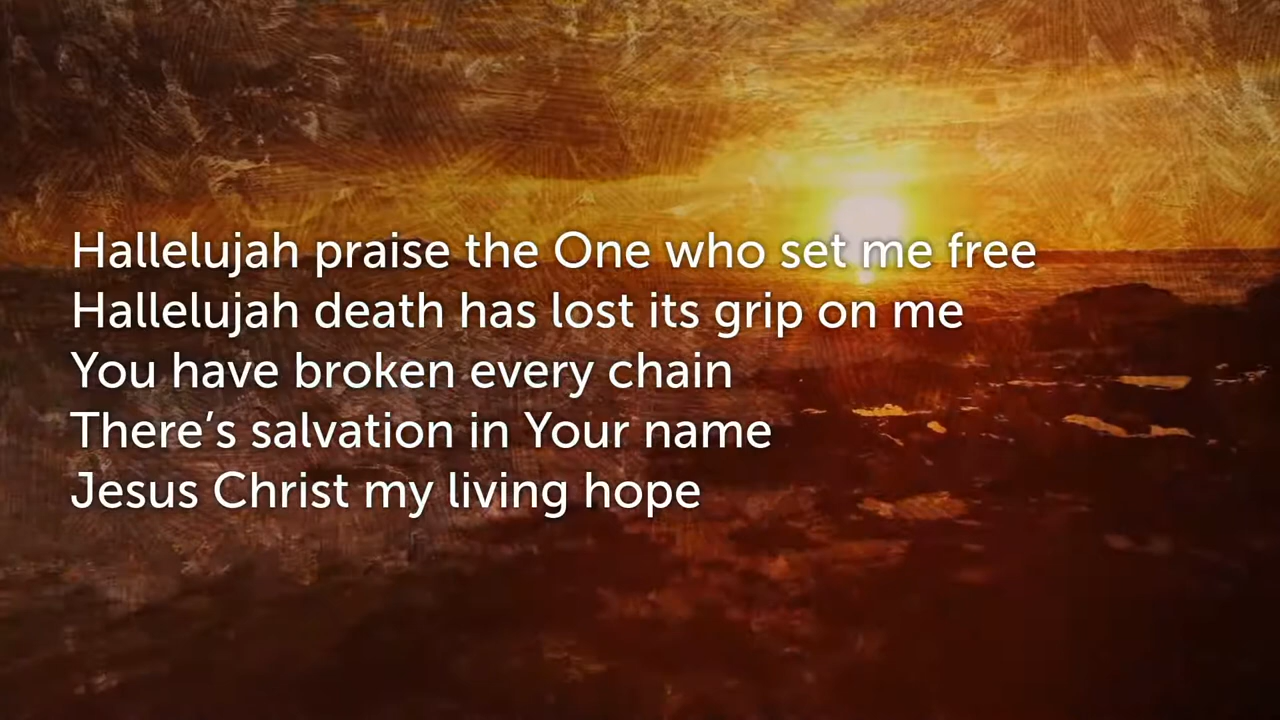 Hallelujah praise the One who set me free
Hallelujah death has lost its grip on me
You have broken every chain
There’s salvation in Your name
Jesus Christ my living hope